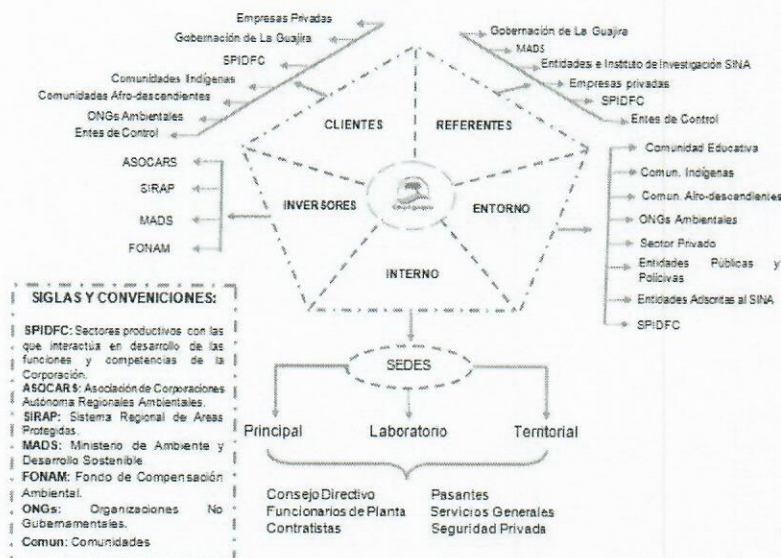 Empresas Privadas
Gobernación de La Guajira
SPIDFC
Comunidades Indígenas
Comunidades Afro-descendientes
ONGs Ambientales
Entes de Control
Gobernación de La Guajira
MADS
Entidades e Instituto de Investigación SINA
Empresas privadas
SPIDFC
Entes de Control
CLIENTES
REFERENTES
INVERSORES
ENTORNO
INTERNO
ASOCARS
SIRAP
MADS
FONAM
Comunidad Educativa
Comun. Indígenas
Comun. Afro-descendientes
ONGs Ambientales
Sector Privado
Entidades Públicas y
Policivas
Entidades Adscritas al SINA
SPIDFC
SEDES
Principal
Laboratorio
Territorial
Consejo Directivo
Funcionarios de Planta
Contratistas
Pasantes
Servicios Generales
Seguridad Privada
SIGLAS Y CONVENICIONES:
SPIDFC: Sectores productivos con las
que interactúa en desarrollo de las
funciones y competencias de la
Corporación.
ASOCARS: Asociación de Corporaciones
Autónoma Regionales Ambientales.
SIRAP: Sistema Regional de Areas
Protegidas.
MADS: Ministerio de Ambiente y
Desarrollo Sostenible
FONAM: Fondo de Compensación
Ambiental.
ONGs: Organizaciones No
Gubernamentales.
Comun: Comunidades